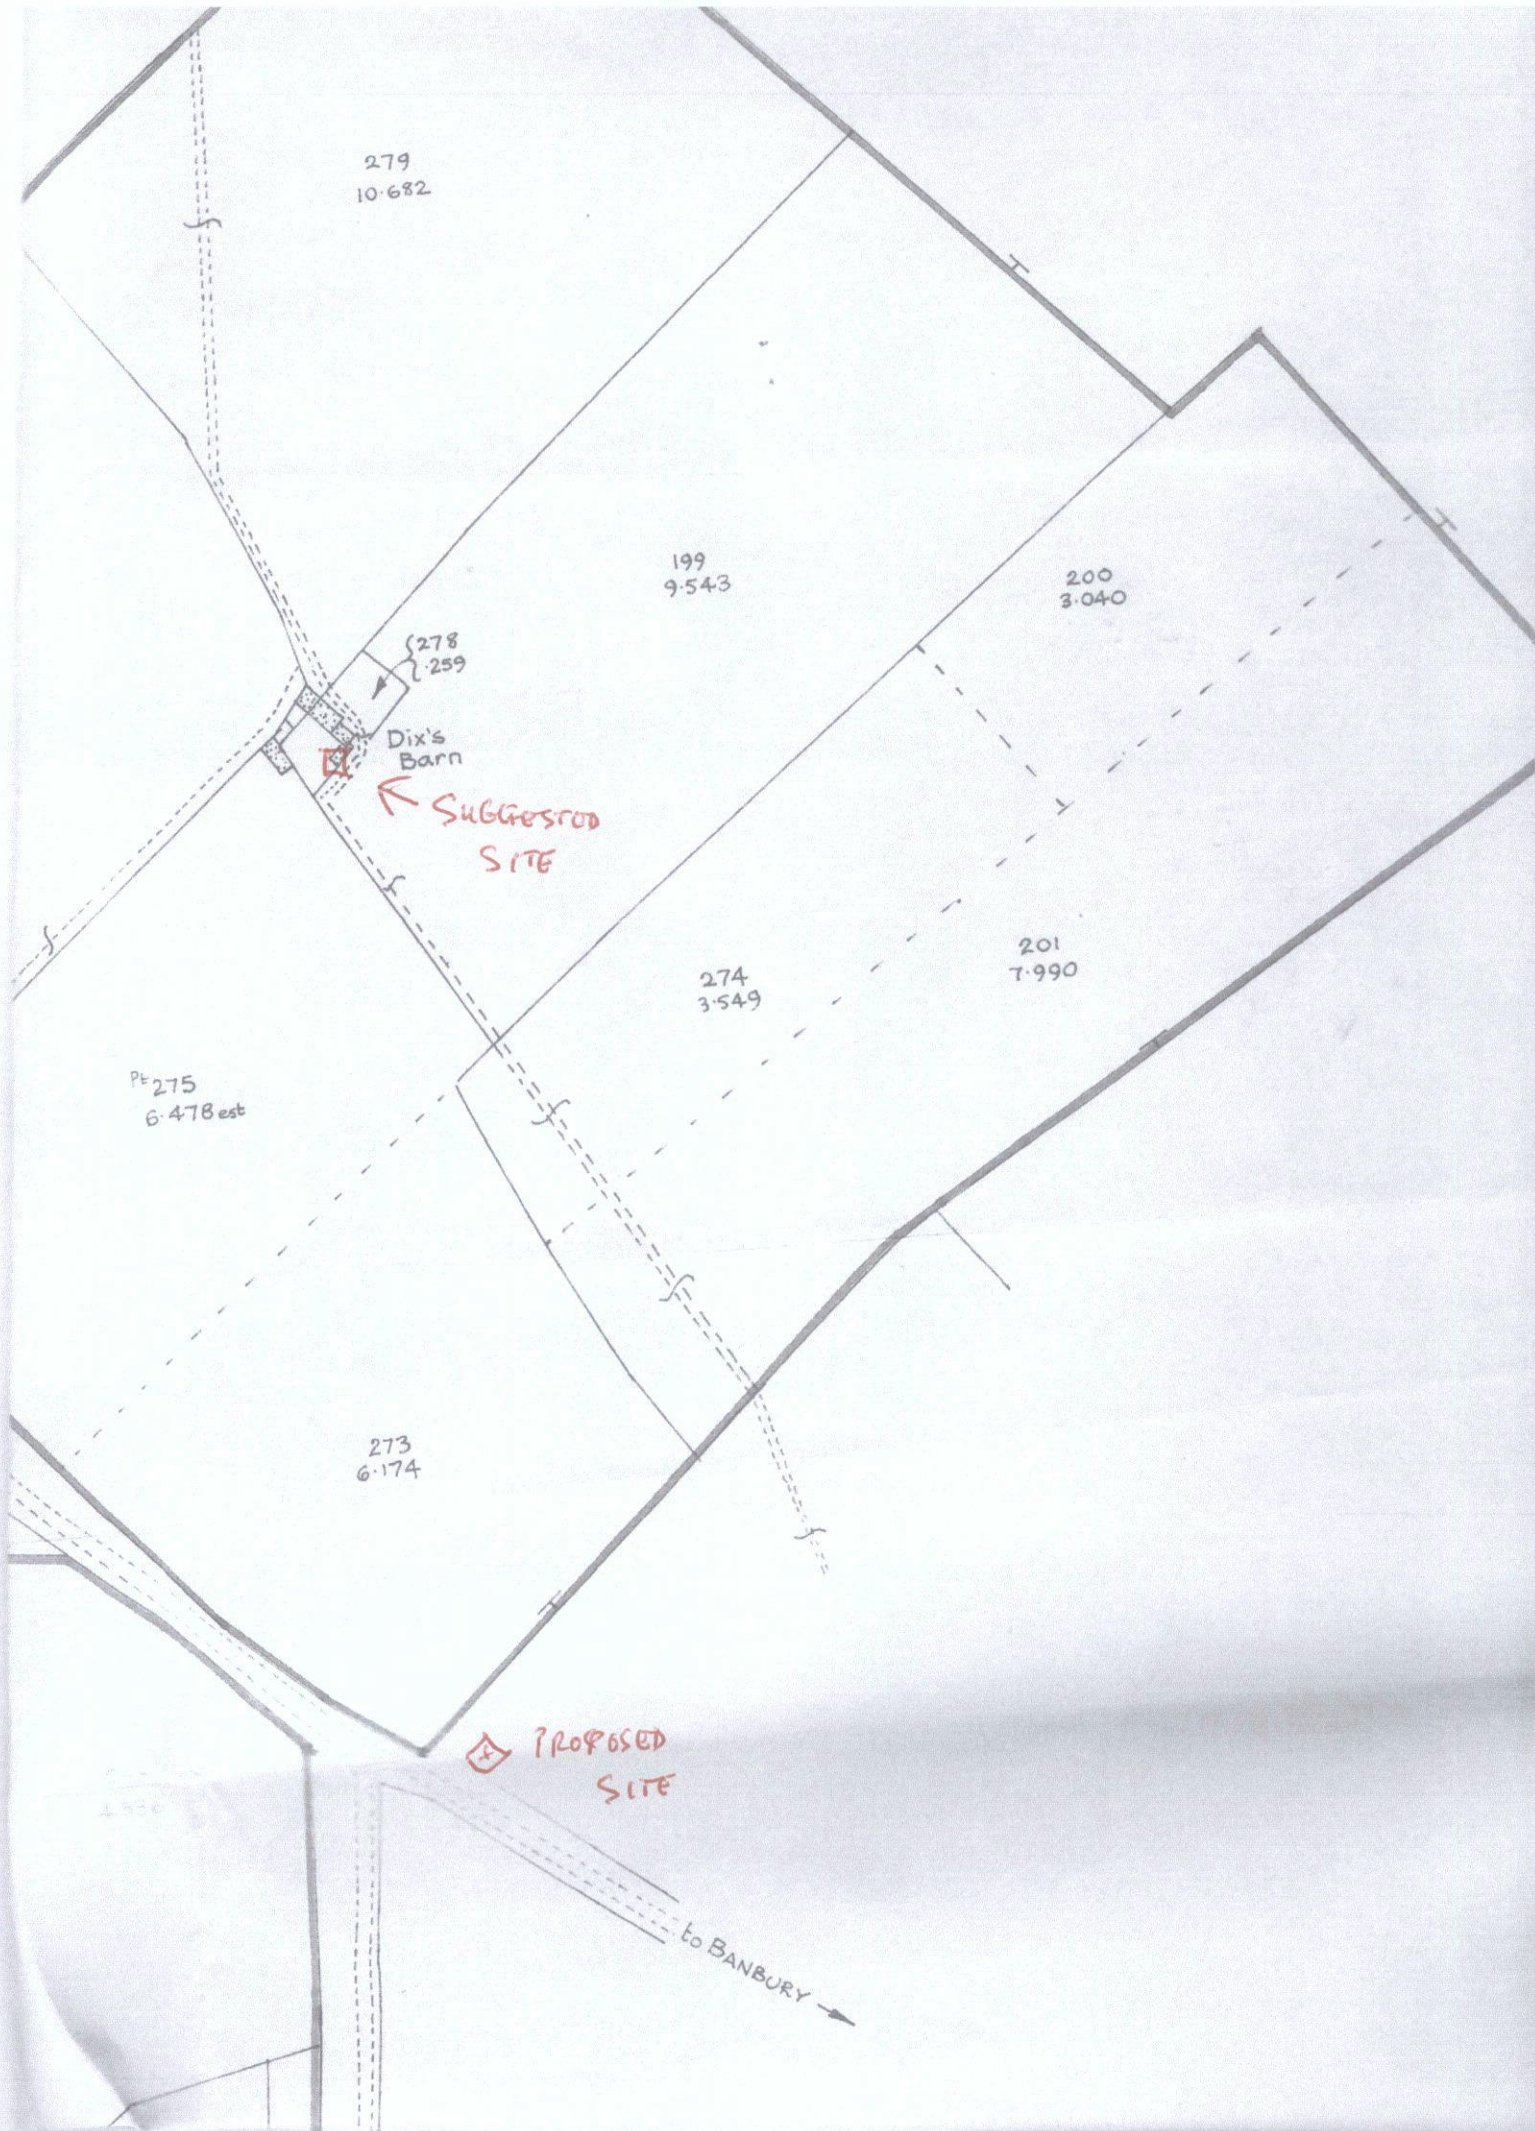 279
10·682
199
9·543
200
3·040
278
·259
Dix's
Barn
SUGGESTED
SITE
201
7·990
274
3·549
Pt 275
6·478 est
273
6·174
PROPOSED
SITE
to BANBURY